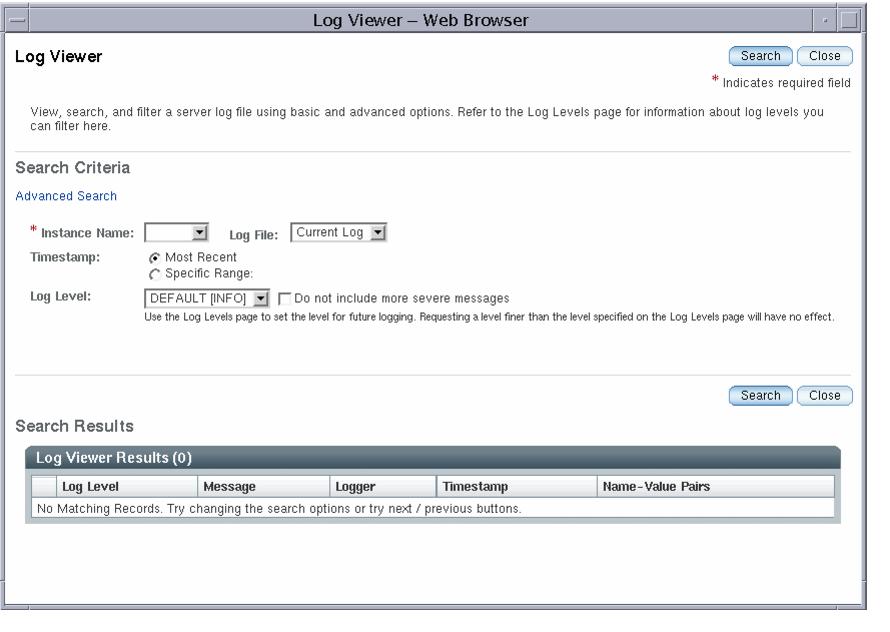 Log Viewer – Web Browser
Log Viewer
Search Close
* Indicates required field
View, search, and filter a server log file using basic and advanced options. Refer to the Log Levels page for information about log levels you
can filter here.
Search Criteria
Advanced Search
* Instance Name: Log File: Current Log
Timestamp: Most Recent
Specific Range:
Log Level: DEFAULT [INFO] Do not include more severe messages
Use the Log Levels page to set the level for future logging. Requesting a level finer than the level specified on the Log Levels page will have no effect.
Search Close
Search Results
Log Viewer Results (0)
Log Level Message Logger Timestamp Name-Value Pairs
No Matching Records. Try changing the search options or try next / previous buttons.